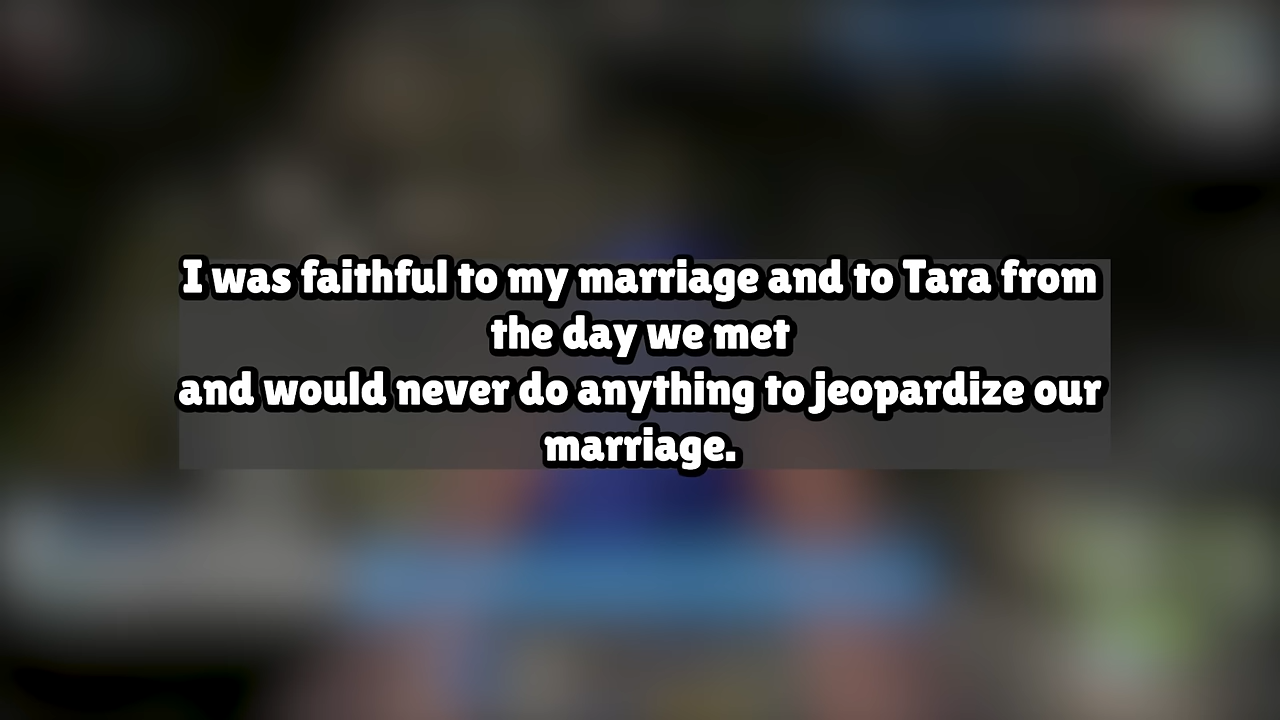 I was faithful to my marriage and to Tara from
the day we met
and would never do anything to jeopardize our
marriage.